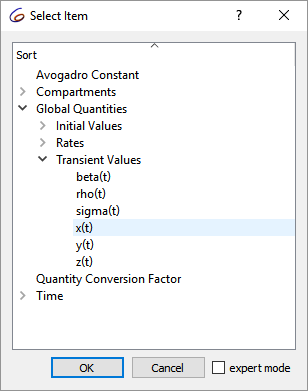 Select Item
?
Sort
Avogadro Constant
Compartments
Global Quantities
Initial Values
Rates
Transient Values
beta(t)
rho(t)
sigma(t)
x(t)
y(t)
z(t)
Quantity Conversion Factor
Time
OK Cancel expert mode